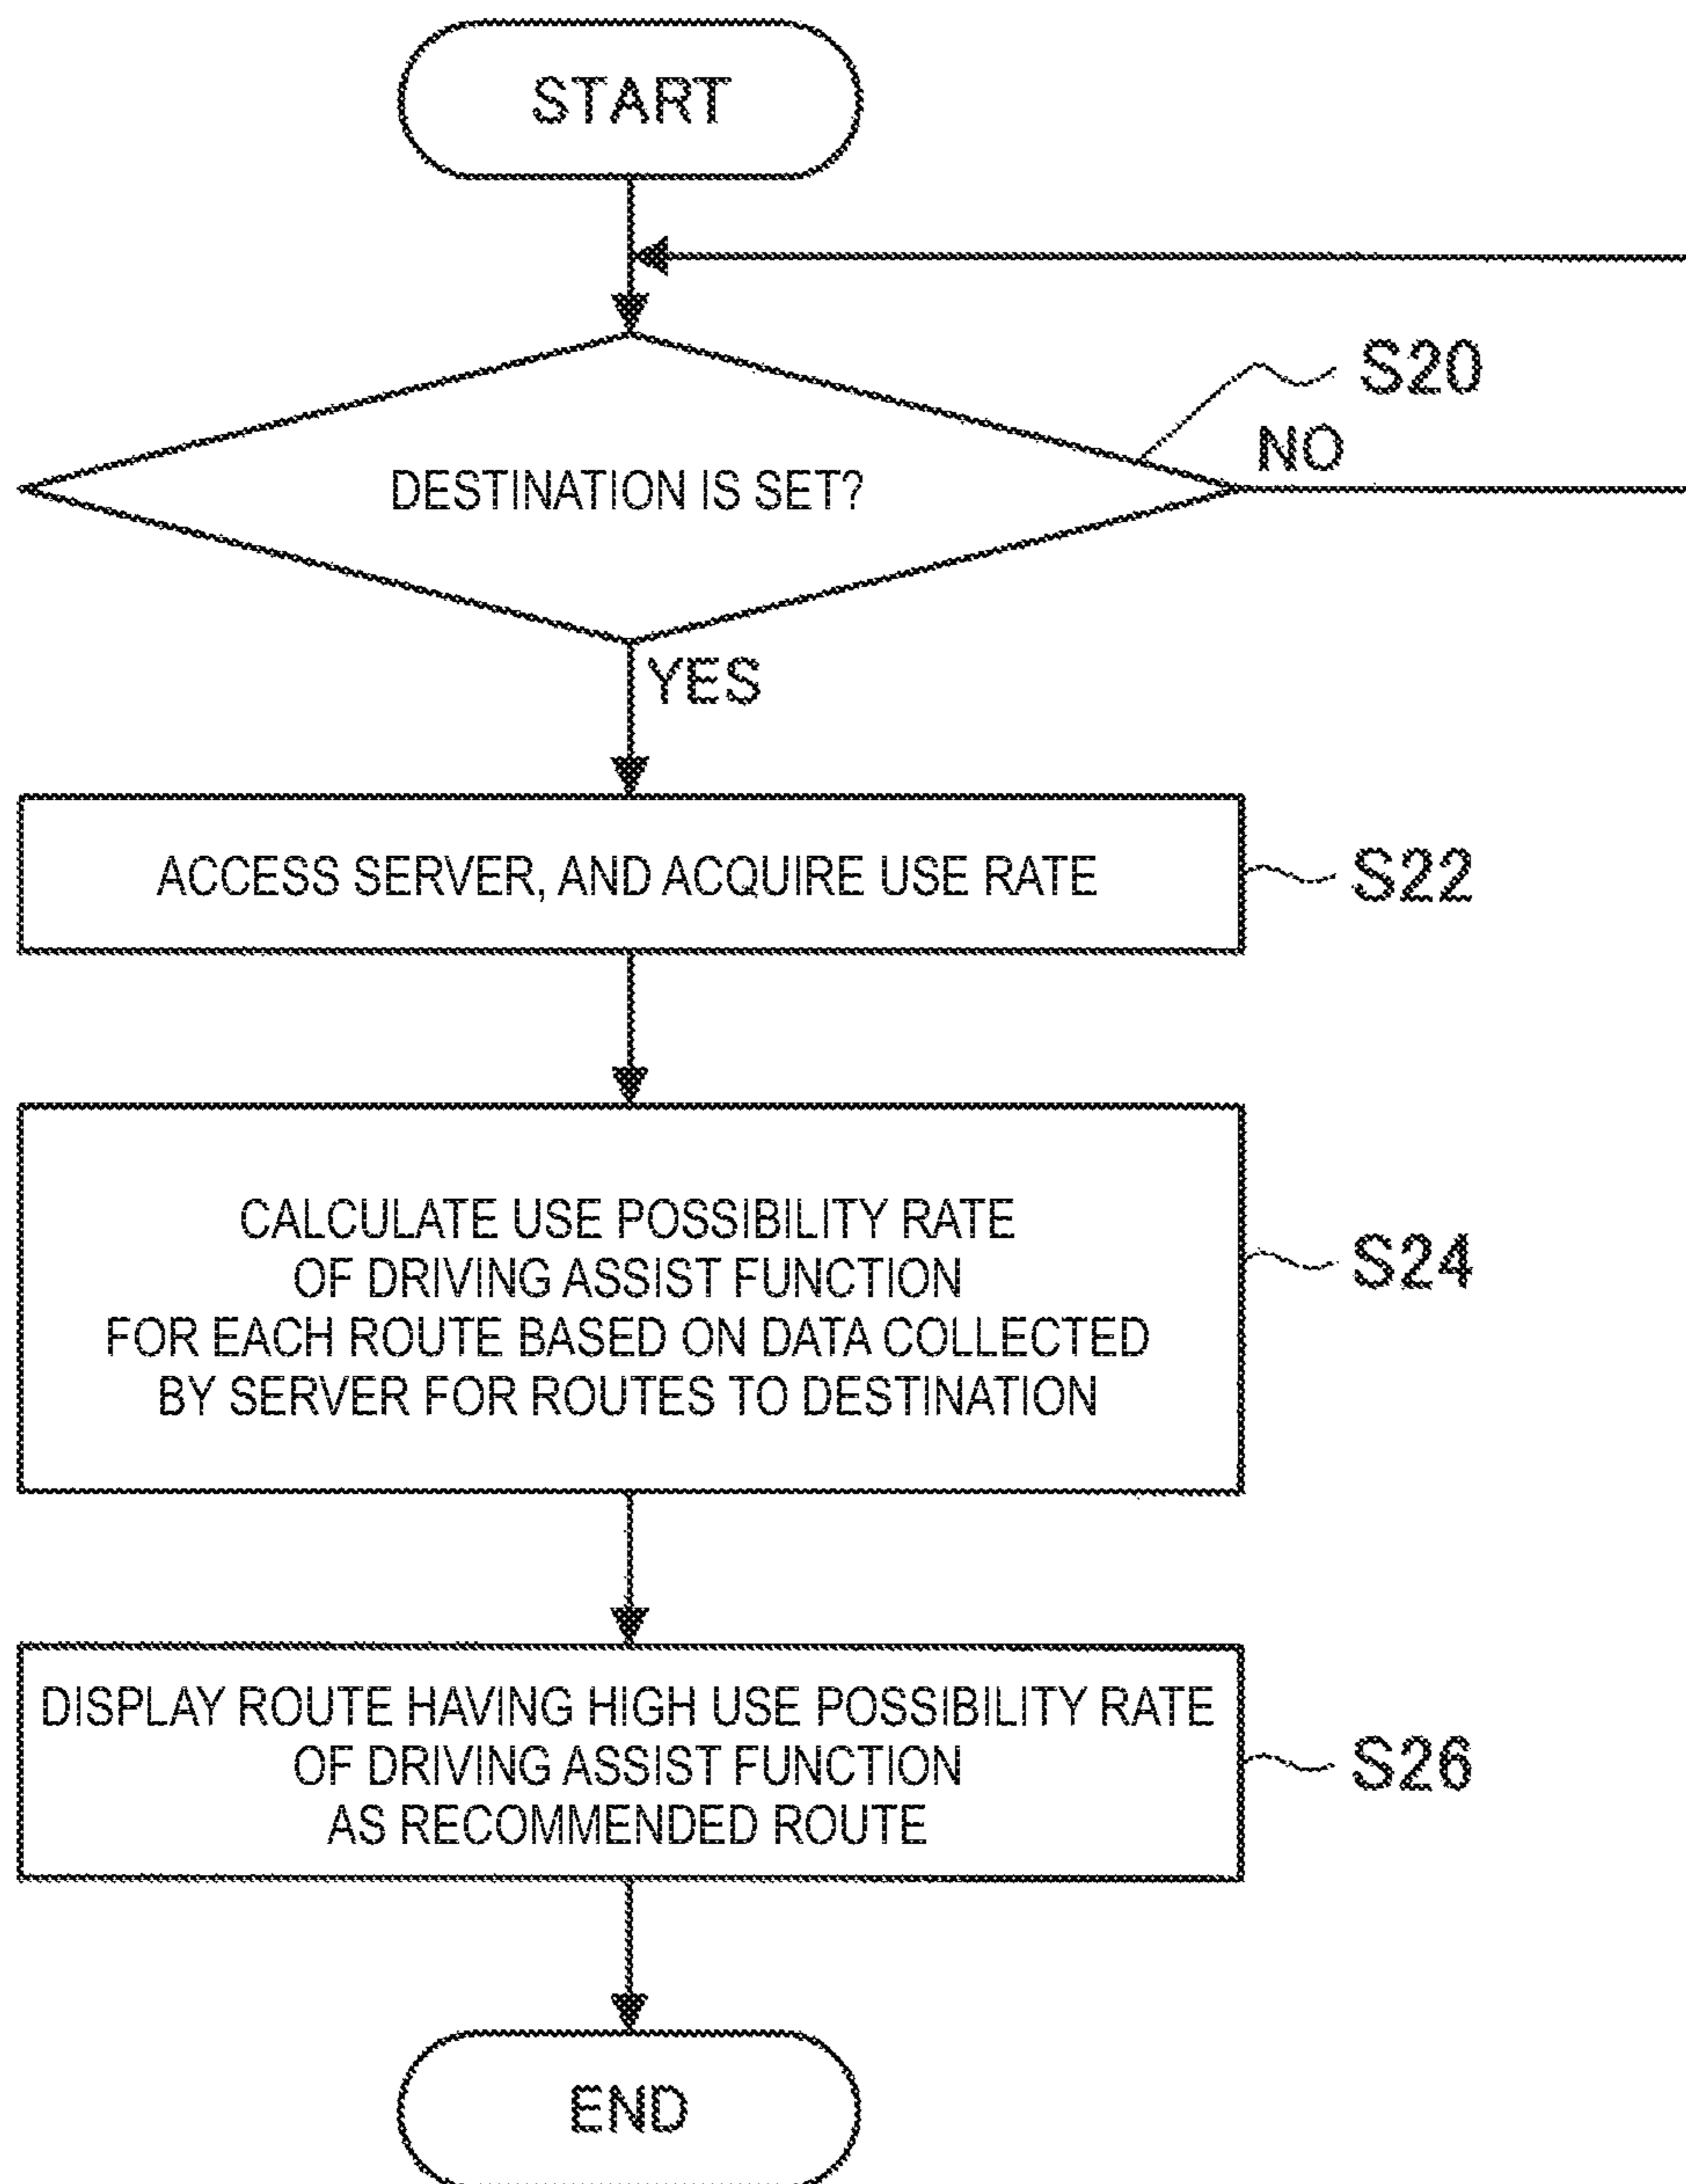 START
S20
NO
DESTINATION IS SET?
YES
ACCESS SERVER, AND ACQUIRE USE RATE
S22
CALCULATE USE POSSIBILITY RATE
OF DRIVING ASSIST FUNCTION
FOR EACH ROUTE BASED ON DATA COLLECTED
BY SERVER FOR ROUTES TO DESTINATION
S24
DISPLAY ROUTE HAVING HIGH USE POSSIBILITY RATE
OF DRIVING ASSIST FUNCTION
AS RECOMMENDED ROUTE
S26
END